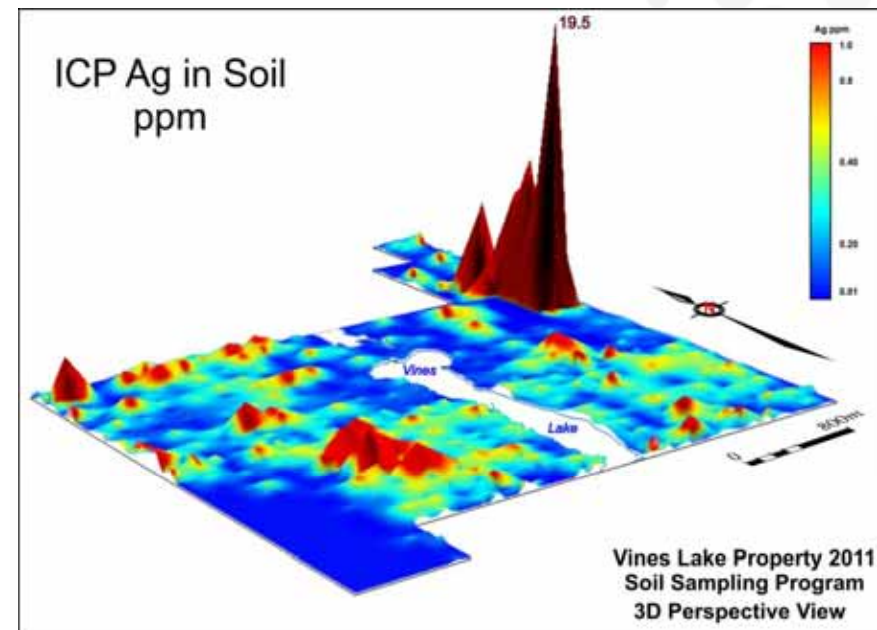 19.5
Ag ppm
1.0
0.8
0.40
0.20
0.01
ICP Ag in Soil
ppm
Vines
Lake
0
800m
Vines Lake Property 2011
Soil Sampling Program
3D Perspective View